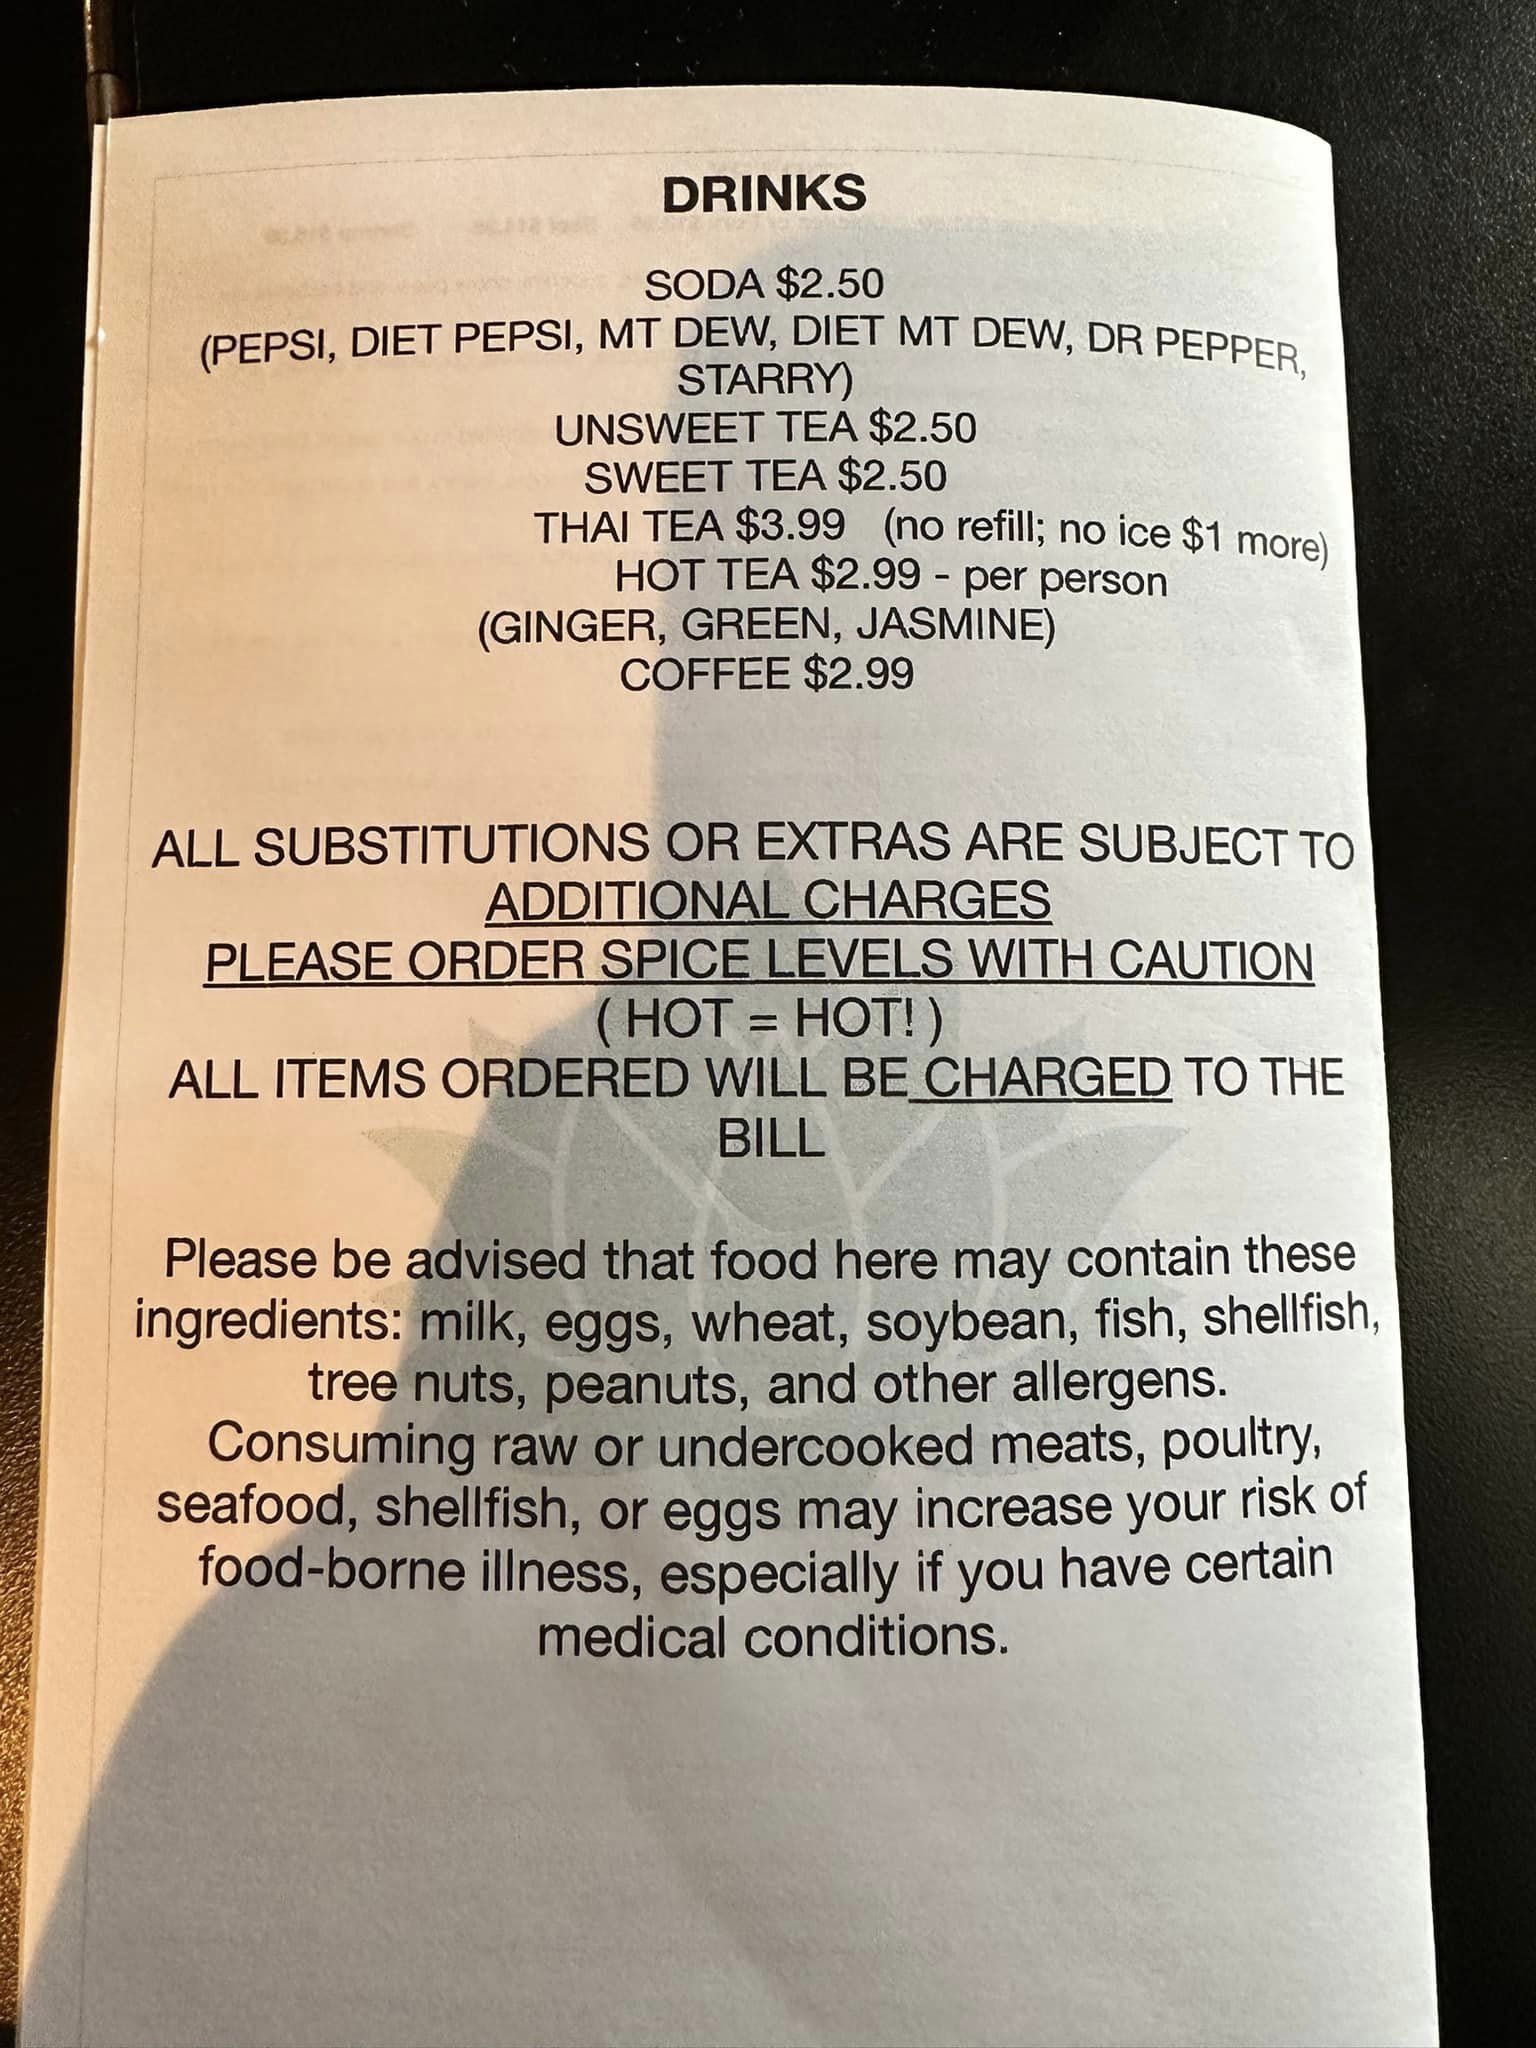 DRINKS
SODA $2.50
(PEPSI, DIET PEPSI, MT DEW, DIET MT DEW, DR PEPPER,
STARRY)
UNSWEET TEA $2.50
SWEET TEA $2.50
THAI TEA $3.99 (no refill; no ice $1 more)
HOT TEA $2.99 - per person
(GINGER, GREEN, JASMINE)
COFFEE $2.99
ALL SUBSTITUTIONS OR EXTRAS ARE SUBJECT TO
ADDITIONAL CHARGES
PLEASE ORDER SPICE LEVELS WITH CAUTION
( HOT = HOT! )
ALL ITEMS ORDERED WILL BE CHARGED TO THE
BILL
Please be advised that food here may contain these
ingredients: milk, eggs, wheat, soybean, fish, shellfish,
tree nuts, peanuts, and other allergens.
Consuming raw or undercooked meats, poultry,
seafood, shellfish, or eggs may increase your risk of
food-borne illness, especially if you have certain
medical conditions.